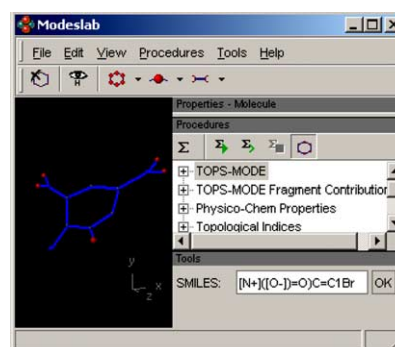 Modeslab
File Edit View Procedures Tools Help
H
Properties - Molecule
Procedures
Σ Σ Σ Σ
TOPS-MODE
TOPS-MODE Fragment Contribution
Physico-Chem Properties
Topological Indices
Tools
y
z x
SMILES: [N+]([O-])=O)C=C1Br OK